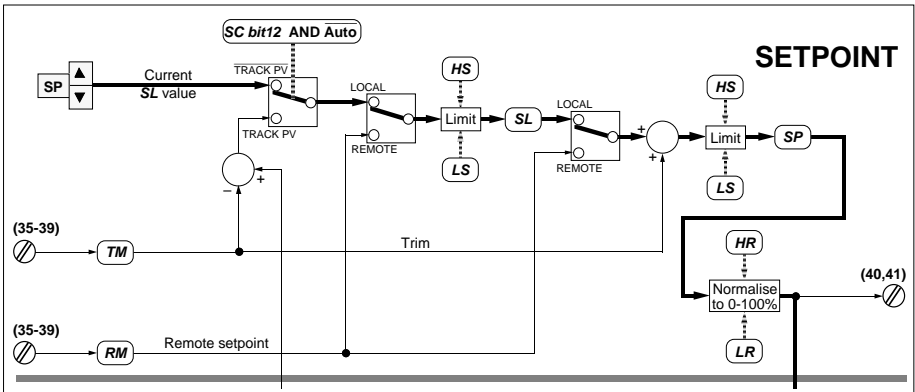 SC bit12 AND Auto
SETPOINT
SP
Current
SL value
TRACK PV
TRACK PV
LOCAL
REMOTE
HS
Limit
LS
SL
LOCAL
REMOTE
+
+
HS
Limit
LS
SP
–
+
(35-39)
TM
Trim
HR
Normalise
to 0-100%
LR
(40,41)
(35-39)
RM
Remote setpoint